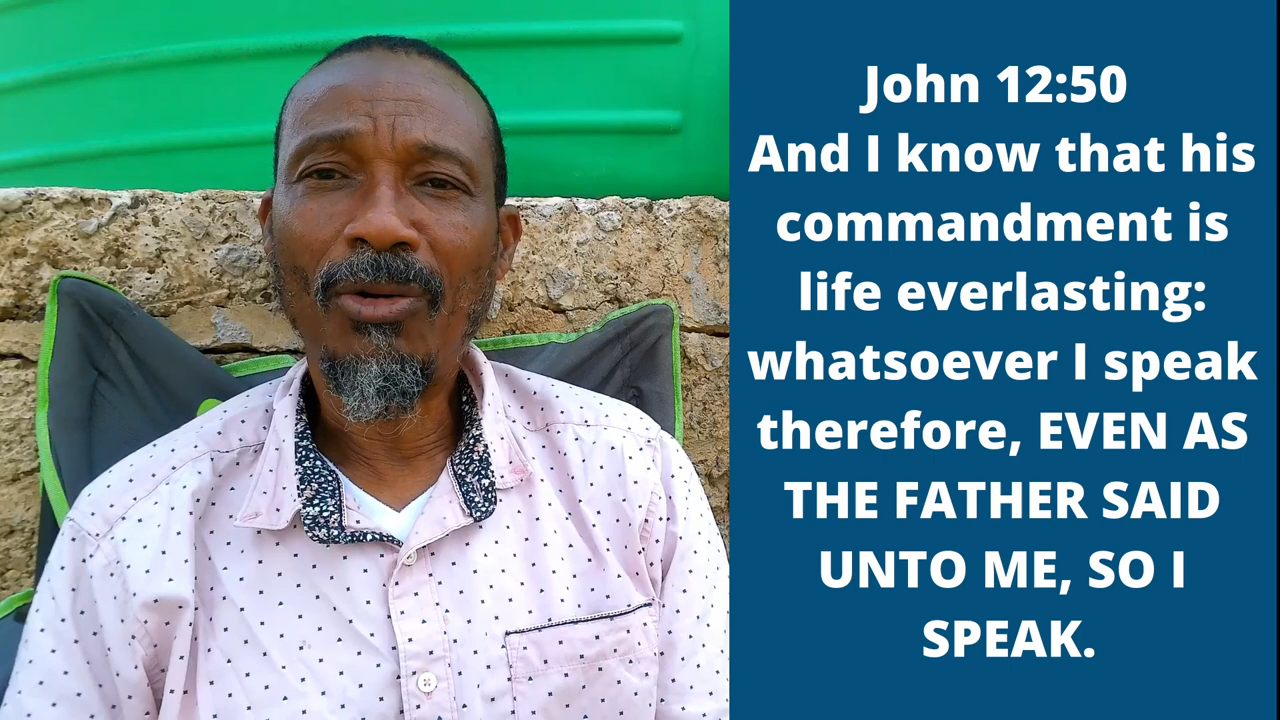 John 12:50
And I know that his
commandment is
life everlasting:
whatsoever I speak
therefore, EVEN AS
THE FATHER SAID
UNTO ME, SO I
SPEAK.